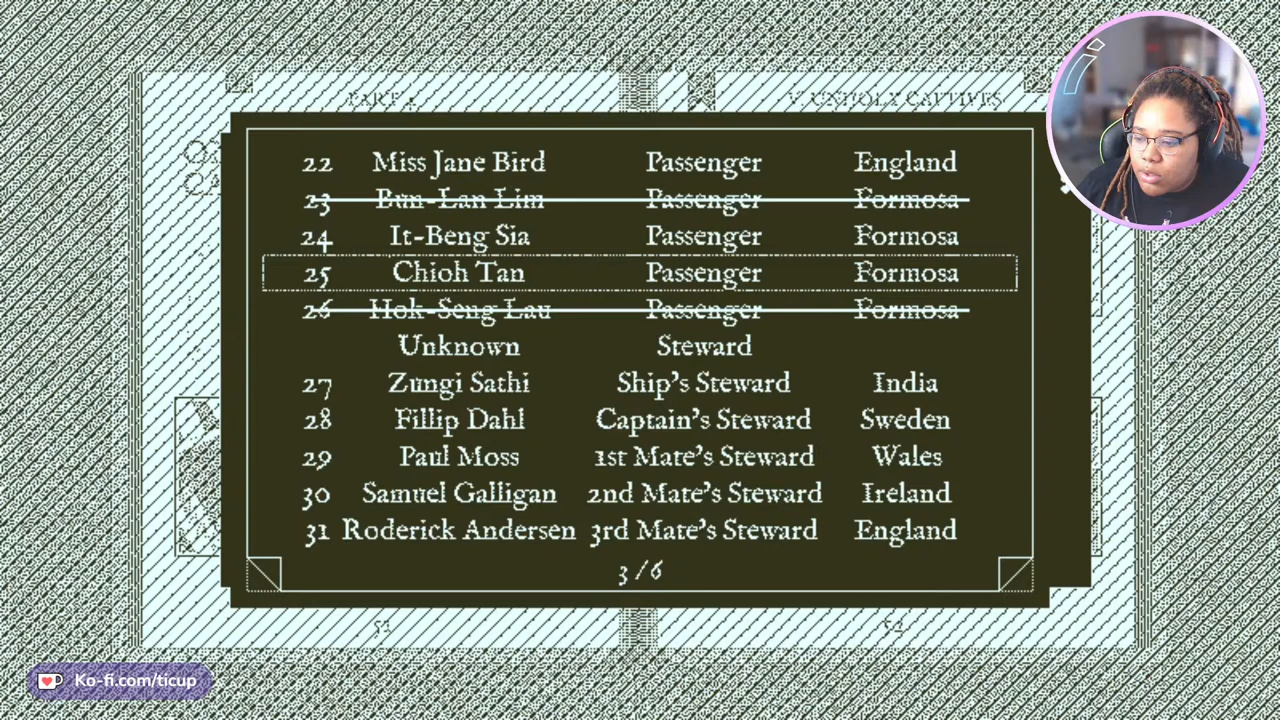 PART
V. UNHOLY CAPTIVES
22 Miss Jane Bird Passenger England
23 Bun-Lan Lim Passenger Formosa
24 It-Beng Sia Passenger Formosa
25 Chioh Tan Passenger Formosa
26 Hok-Seng Lau Passenger Formosa
Unknown Steward
27 Zungi Sathi Ship's Steward India
28 Fillip Dahl Captain's Steward Sweden
29 Paul Moss 1st Mate's Steward Wales
30 Samuel Galligan 2nd Mate's Steward Ireland
31 Roderick Andersen 3rd Mate's Steward England
3/6
Ko-fi.com/ticup